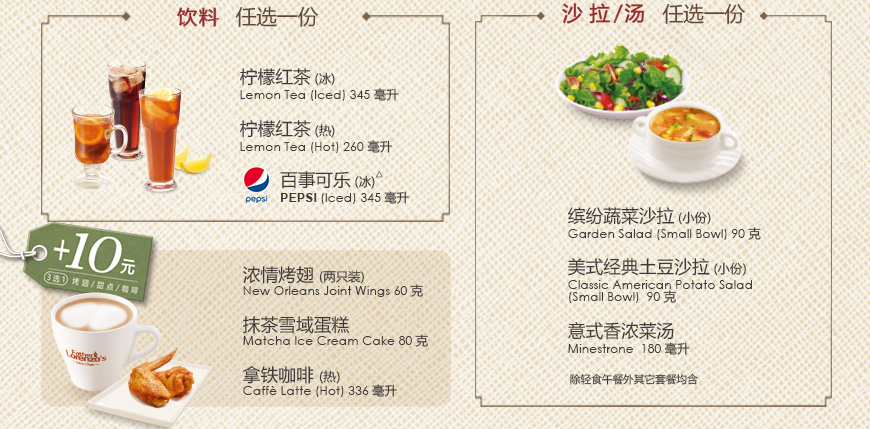 饮料 任选一份
柠檬红茶 (冰)
Lemon Tea (Iced) 345 毫升
柠檬红茶 (热)
Lemon Tea (Hot) 260 毫升
pepsi
百事可乐 (冰)△
PEPSI (Iced) 345 毫升
+10元
3选1 烤翅/甜点/咖啡
浓情烤翅 (两只装)
New Orleans Joint Wings 60 克
抹茶雪域蛋糕
Matcha Ice Cream Cake 80 克
拿铁咖啡 (热)
Caffè Latte (Hot) 336 毫升
沙拉/汤 任选一份
缤纷蔬菜沙拉 (小份)
Garden Salad (Small Bowl) 90 克
美式经典土豆沙拉 (小份)
Classic American Potato Salad
(Small Bowl) 90 克
意式香浓菜汤
Minestrone 180 毫升
除轻食午餐外其它套餐均含